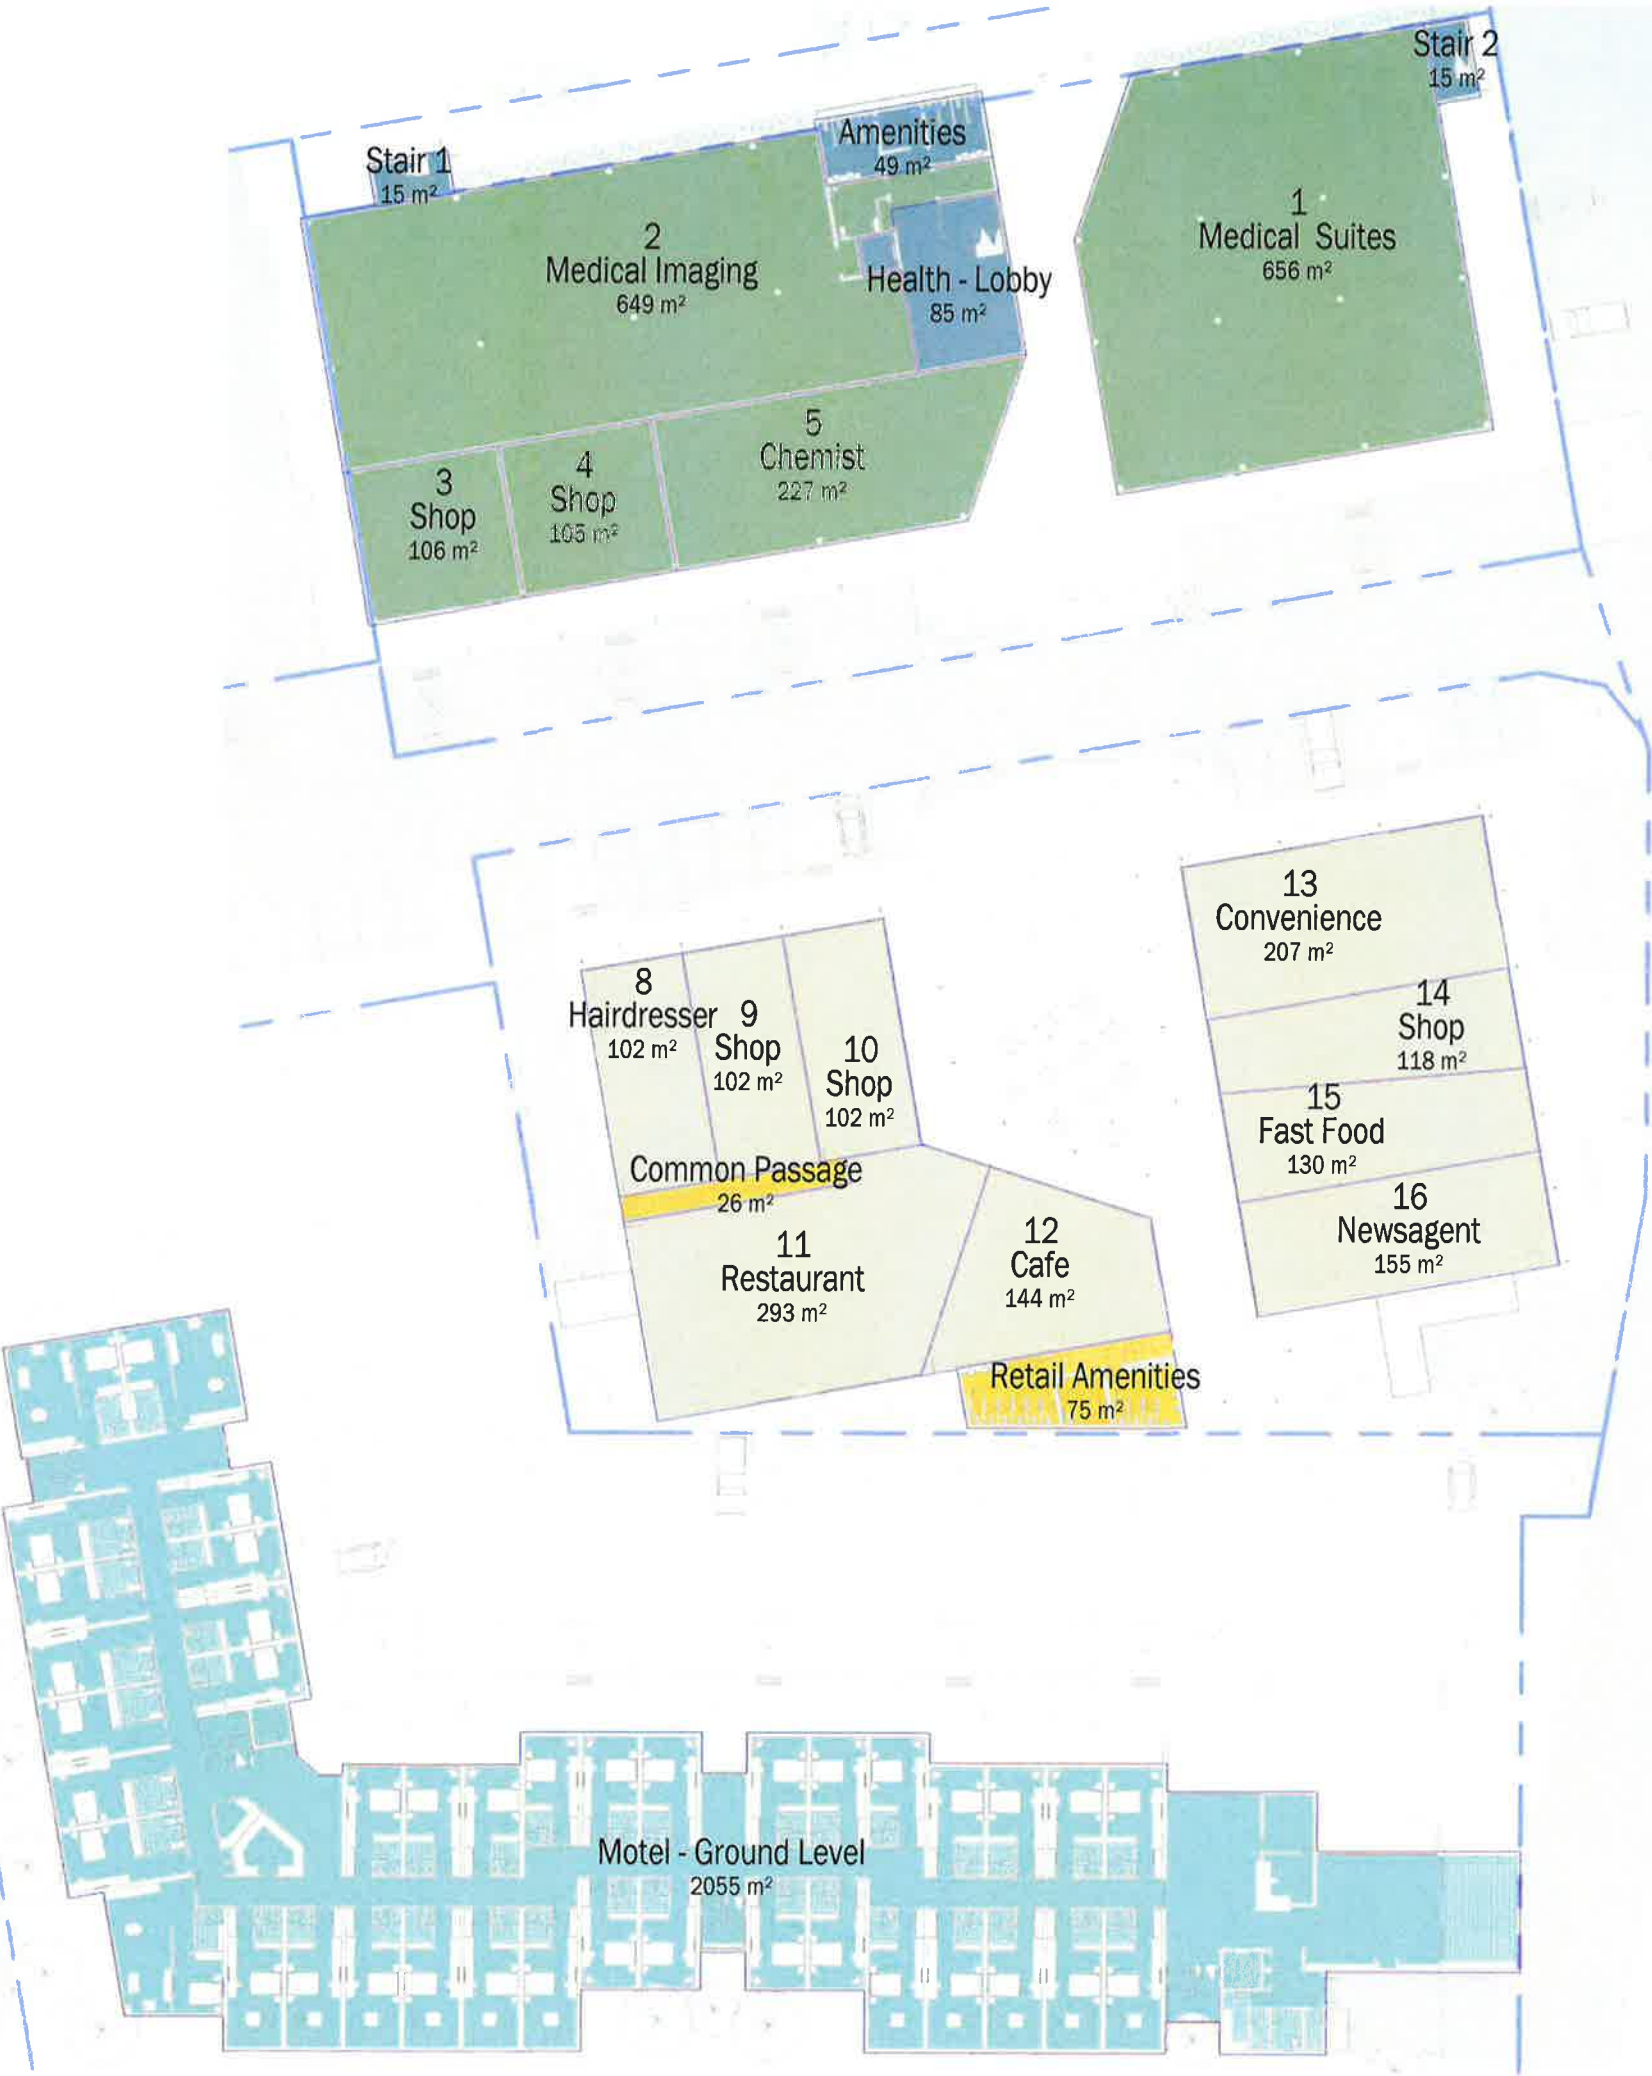 Stair 2
15 m²
Amenities
49 m²
Stair 1
15 m²
1
Medical Suites
656 m²
2
Medical Imaging
649 m²
Health - Lobby
85 m²
5
Chemist
227 m²
4
Shop
105 m²
3
Shop
106 m²
13
Convenience
207 m²
8
Hairdresser
102 m²
9
Shop
102 m²
10
Shop
102 m²
14
Shop
118 m²
15
Fast Food
130 m²
Common Passage
26 m²
16
Newsagent
155 m²
11
Restaurant
293 m²
12
Cafe
144 m²
Retail Amenities
75 m²
Motel - Ground Level
2055 m²